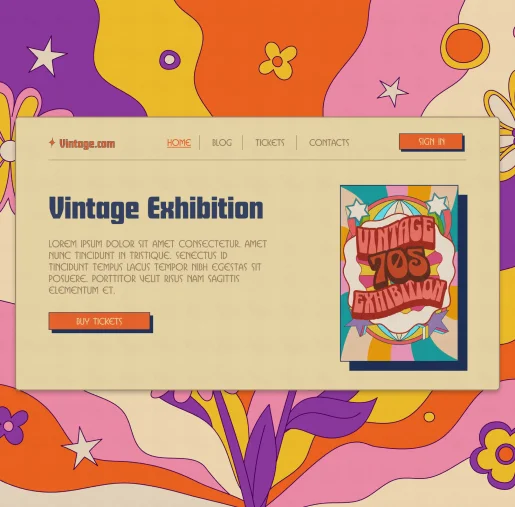 Vintage.com
HOME
BLOG
TICKETS
CONTACTS
SIGN IN
Vintage Exhibition
LOREM IPSUM DOLOR SIT AMET CONSECTETUR. AMET
NUNC TINCIDUNT IN TRISTIQUE. SENECTUS ID
TINCIDUNT TEMPUS LACUS TEMPOR NIBH EGESTAS SIT
POSUERE. PORTTITOR VELIT RISUS NAM SAGITTIS
ELEMENTUM ET.
BUY TICKETS
VINTAGE
70S
EXHIBITION